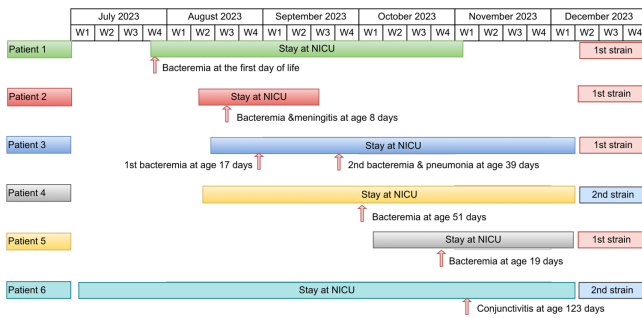 July 2023 August 2023 September 2023 October 2023 November 2023 December 2023
W1 W2 W3 W4 W1 W2 W3 W4 W1 W2 W3 W4 W1 W2 W3 W4 W1 W2 W3 W4 W1 W2 W3 W4
Patient 1 Stay at NICU 1st strain
Bacteremia at the first day of life
Patient 2 Stay at NICU 1st strain
Bacteremia &meningitis at age 8 days
Patient 3 Stay at NICU 1st strain
1st bacteremia at age 17 days 2nd bacteremia & pneumonia at age 39 days
Patient 4 Stay at NICU 2nd strain
Bacteremia at age 51 days
Patient 5 Stay at NICU 1st strain
Bacteremia at age 19 days
Patient 6 Stay at NICU 2nd strain
Conjunctivitis at age 123 days